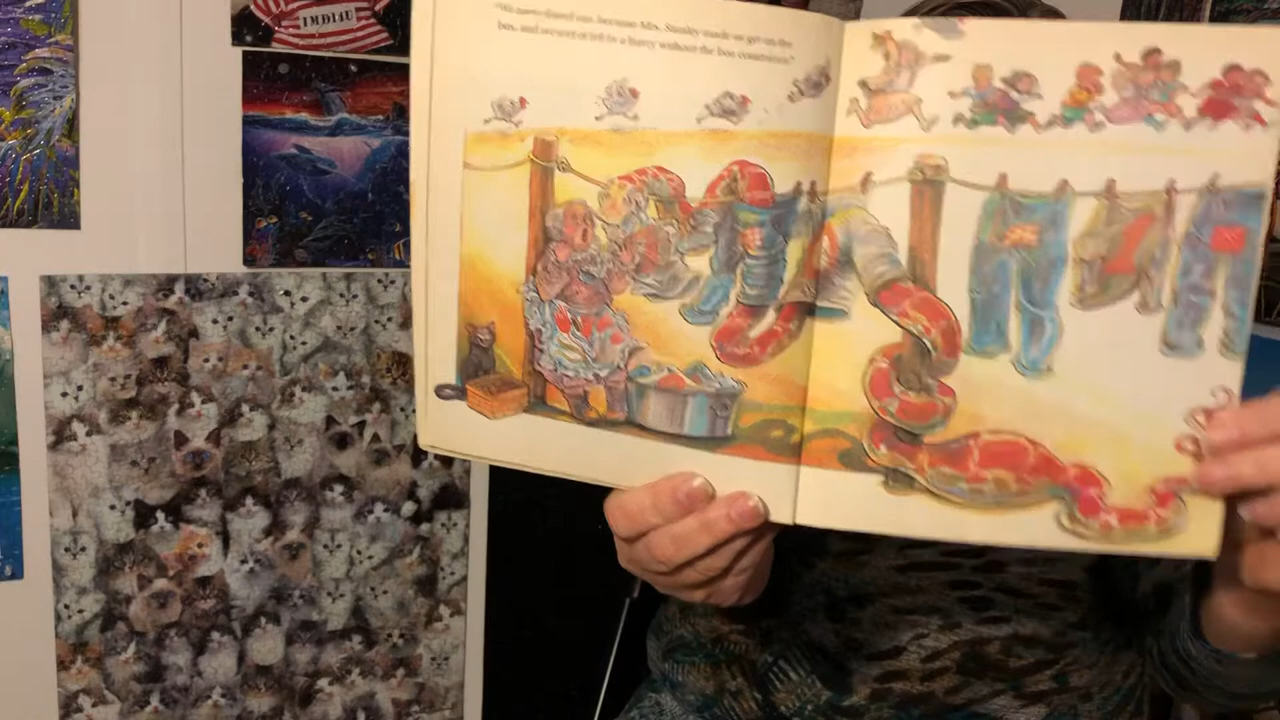 IMDI4U
"We never found out, because Mrs. Stanley made us get on the
bus, and we sort of left in a hurry without the boa constrictor."